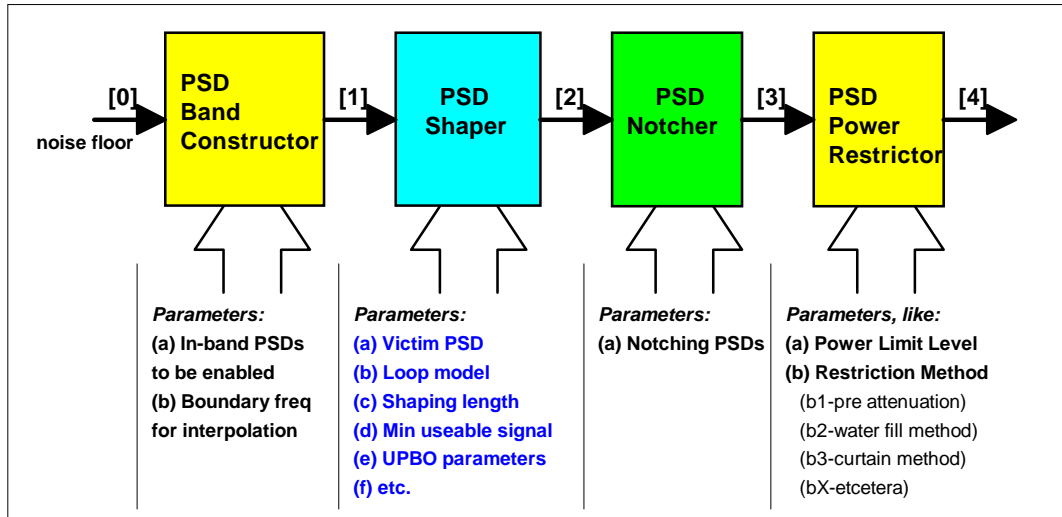 [0]
noise floor
PSD
Band
Constructor
[1]
PSD
Shaper
[2]
PSD
Notcher
[3]
PSD
Power
Restrictor
[4]
Parameters:
(a) In-band PSDs
to be enabled
(b) Boundary freq
for interpolation
Parameters:
(a) Victim PSD
(b) Loop model
(c) Shaping length
(d) Min useable signal
(e) UPBO parameters
(f) etc.
Parameters:
(a) Notching PSDs
Parameters, like:
(a) Power Limit Level
(b) Restriction Method
(b1-pre attenuation)
(b2-water fill method)
(b3-curtain method)
(bX-etcetera)